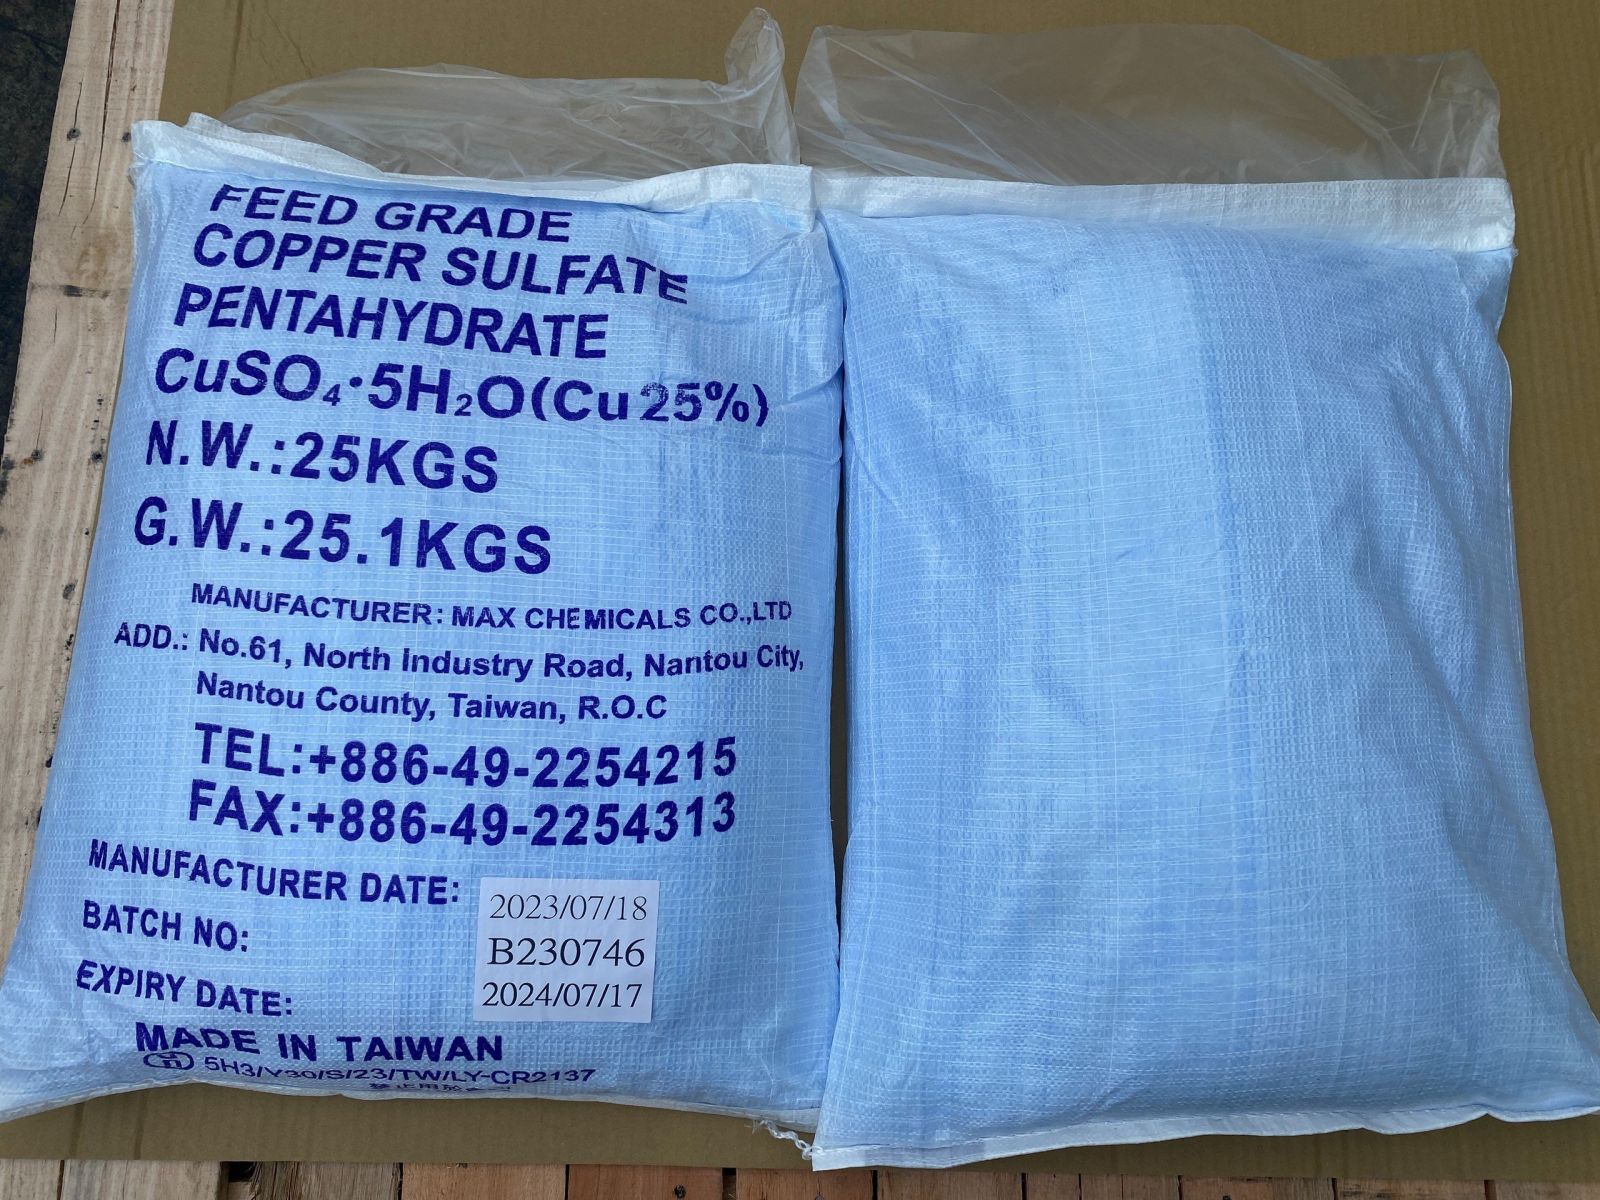 FEED GRADE
COPPER SULFATE
PENTAHYDRATE
CuSO₄·5H₂O(Cu 25%)
N.W.:25KGS
G.W.:25.1KGS
MANUFACTURER: MAX CHEMICALS CO.,LTD
ADD.: No.61, North Industry Road, Nantou City,
Nantou County, Taiwan, R.O.C
TEL:+886-49-2254215
FAX:+886-49-2254313
MANUFACTURER DATE: 2023/07/18
BATCH NO: B230746
EXPIRY DATE: 2024/07/17
MADE IN TAIWAN
5H3/Y30/S/23/TW/LY-CR2137